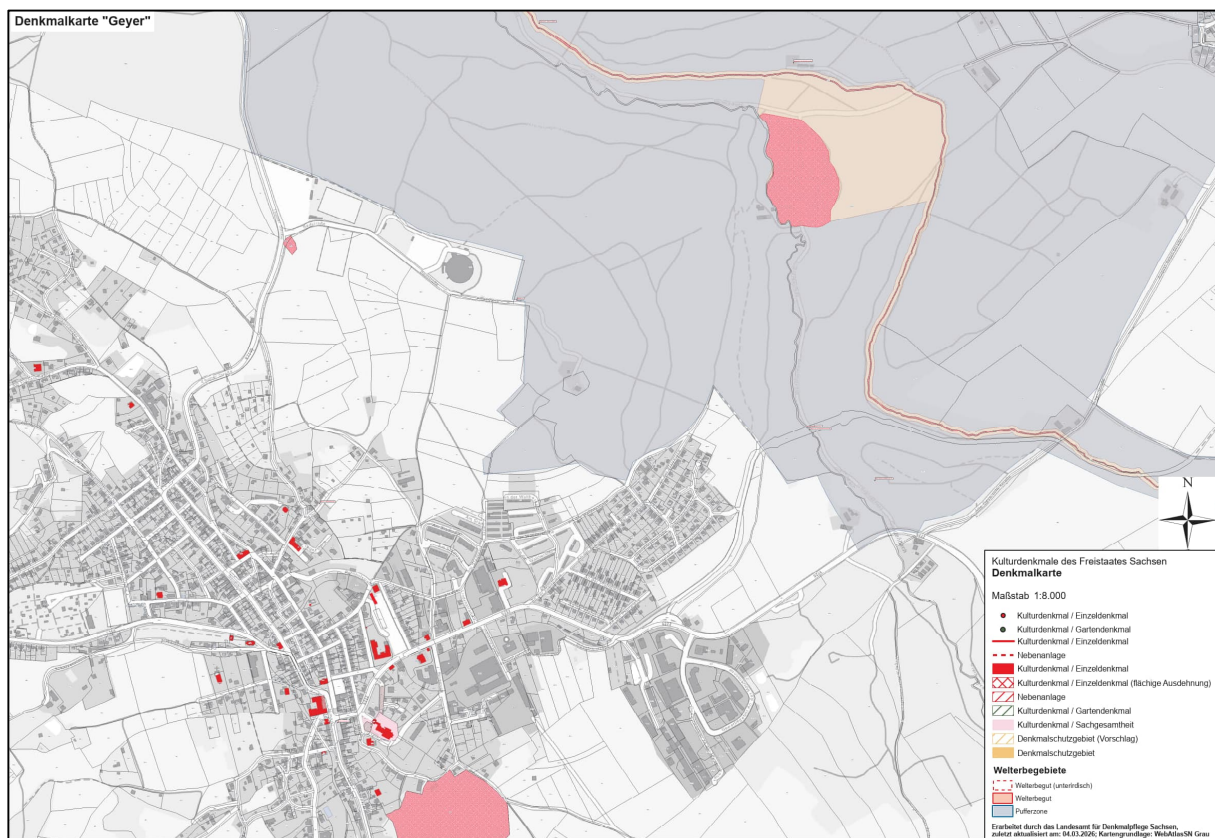 Denkmalkarte "Geyer"
N
Kulturdenkmale des Freistaates Sachsen
Denkmalkarte
Maßstab 1:8.000
Kulturdenkmal / Einzeldenkmal
Kulturdenkmal / Gartendenkmal
Kulturdenkmal / Einzeldenkmal
Nebenanlage
Kulturdenkmal / Einzeldenkmal
Kulturdenkmal / Einzeldenkmal (flächige Ausdehnung)
Nebenanlage
Kulturdenkmal / Gartendenkmal
Kulturdenkmal / Sachgesamtheit
Denkmalschutzgebiet (Vorschlag)
Denkmalschutzgebiet
Welterbegebiete
Welterbegut (unterirdisch)
Welterbegut
Pufferzone
Erarbeitet durch das Landesamt für Denkmalpflege Sachsen,
zuletzt aktualisiert am: 04.03.2026; Kartengrundlage: WebAtlasSN Grau